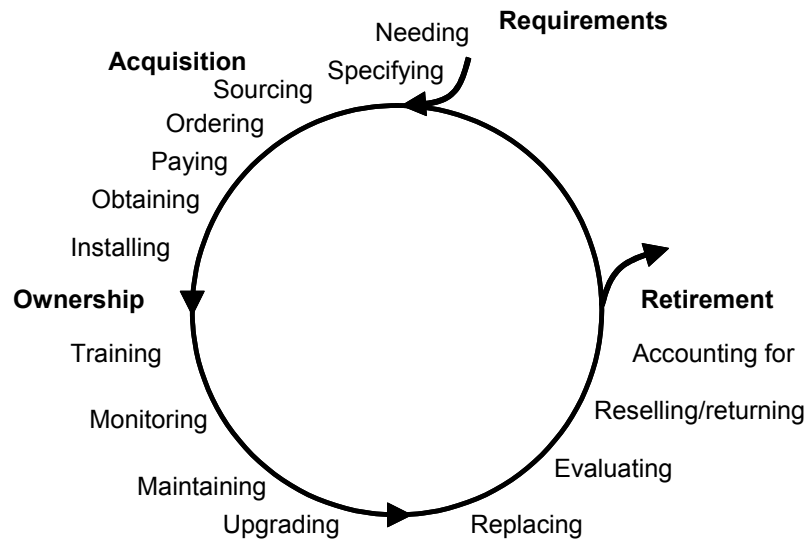 Requirements
Needing
Specifying
Acquisition
Sourcing
Ordering
Paying
Obtaining
Installing
Ownership
Training
Monitoring
Maintaining
Upgrading
Replacing
Evaluating
Reselling/returning
Accounting for
Retirement